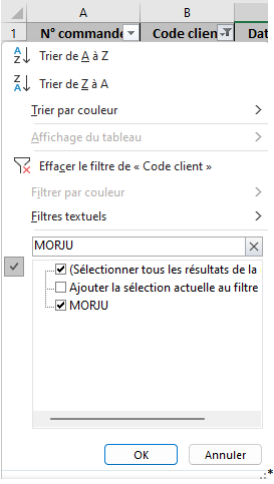 A B
1 N° command Code clien Dat
Trier de A à Z
Trier de Z à A
Trier par couleur
Affichage du tableau
Effacer le filtre de « Code client »
Filtrer par couleur
Filtres textuels
MORJU
(Sélectionner tous les résultats de la
Ajouter la sélection actuelle au filtre
MORJU
OK Annuler